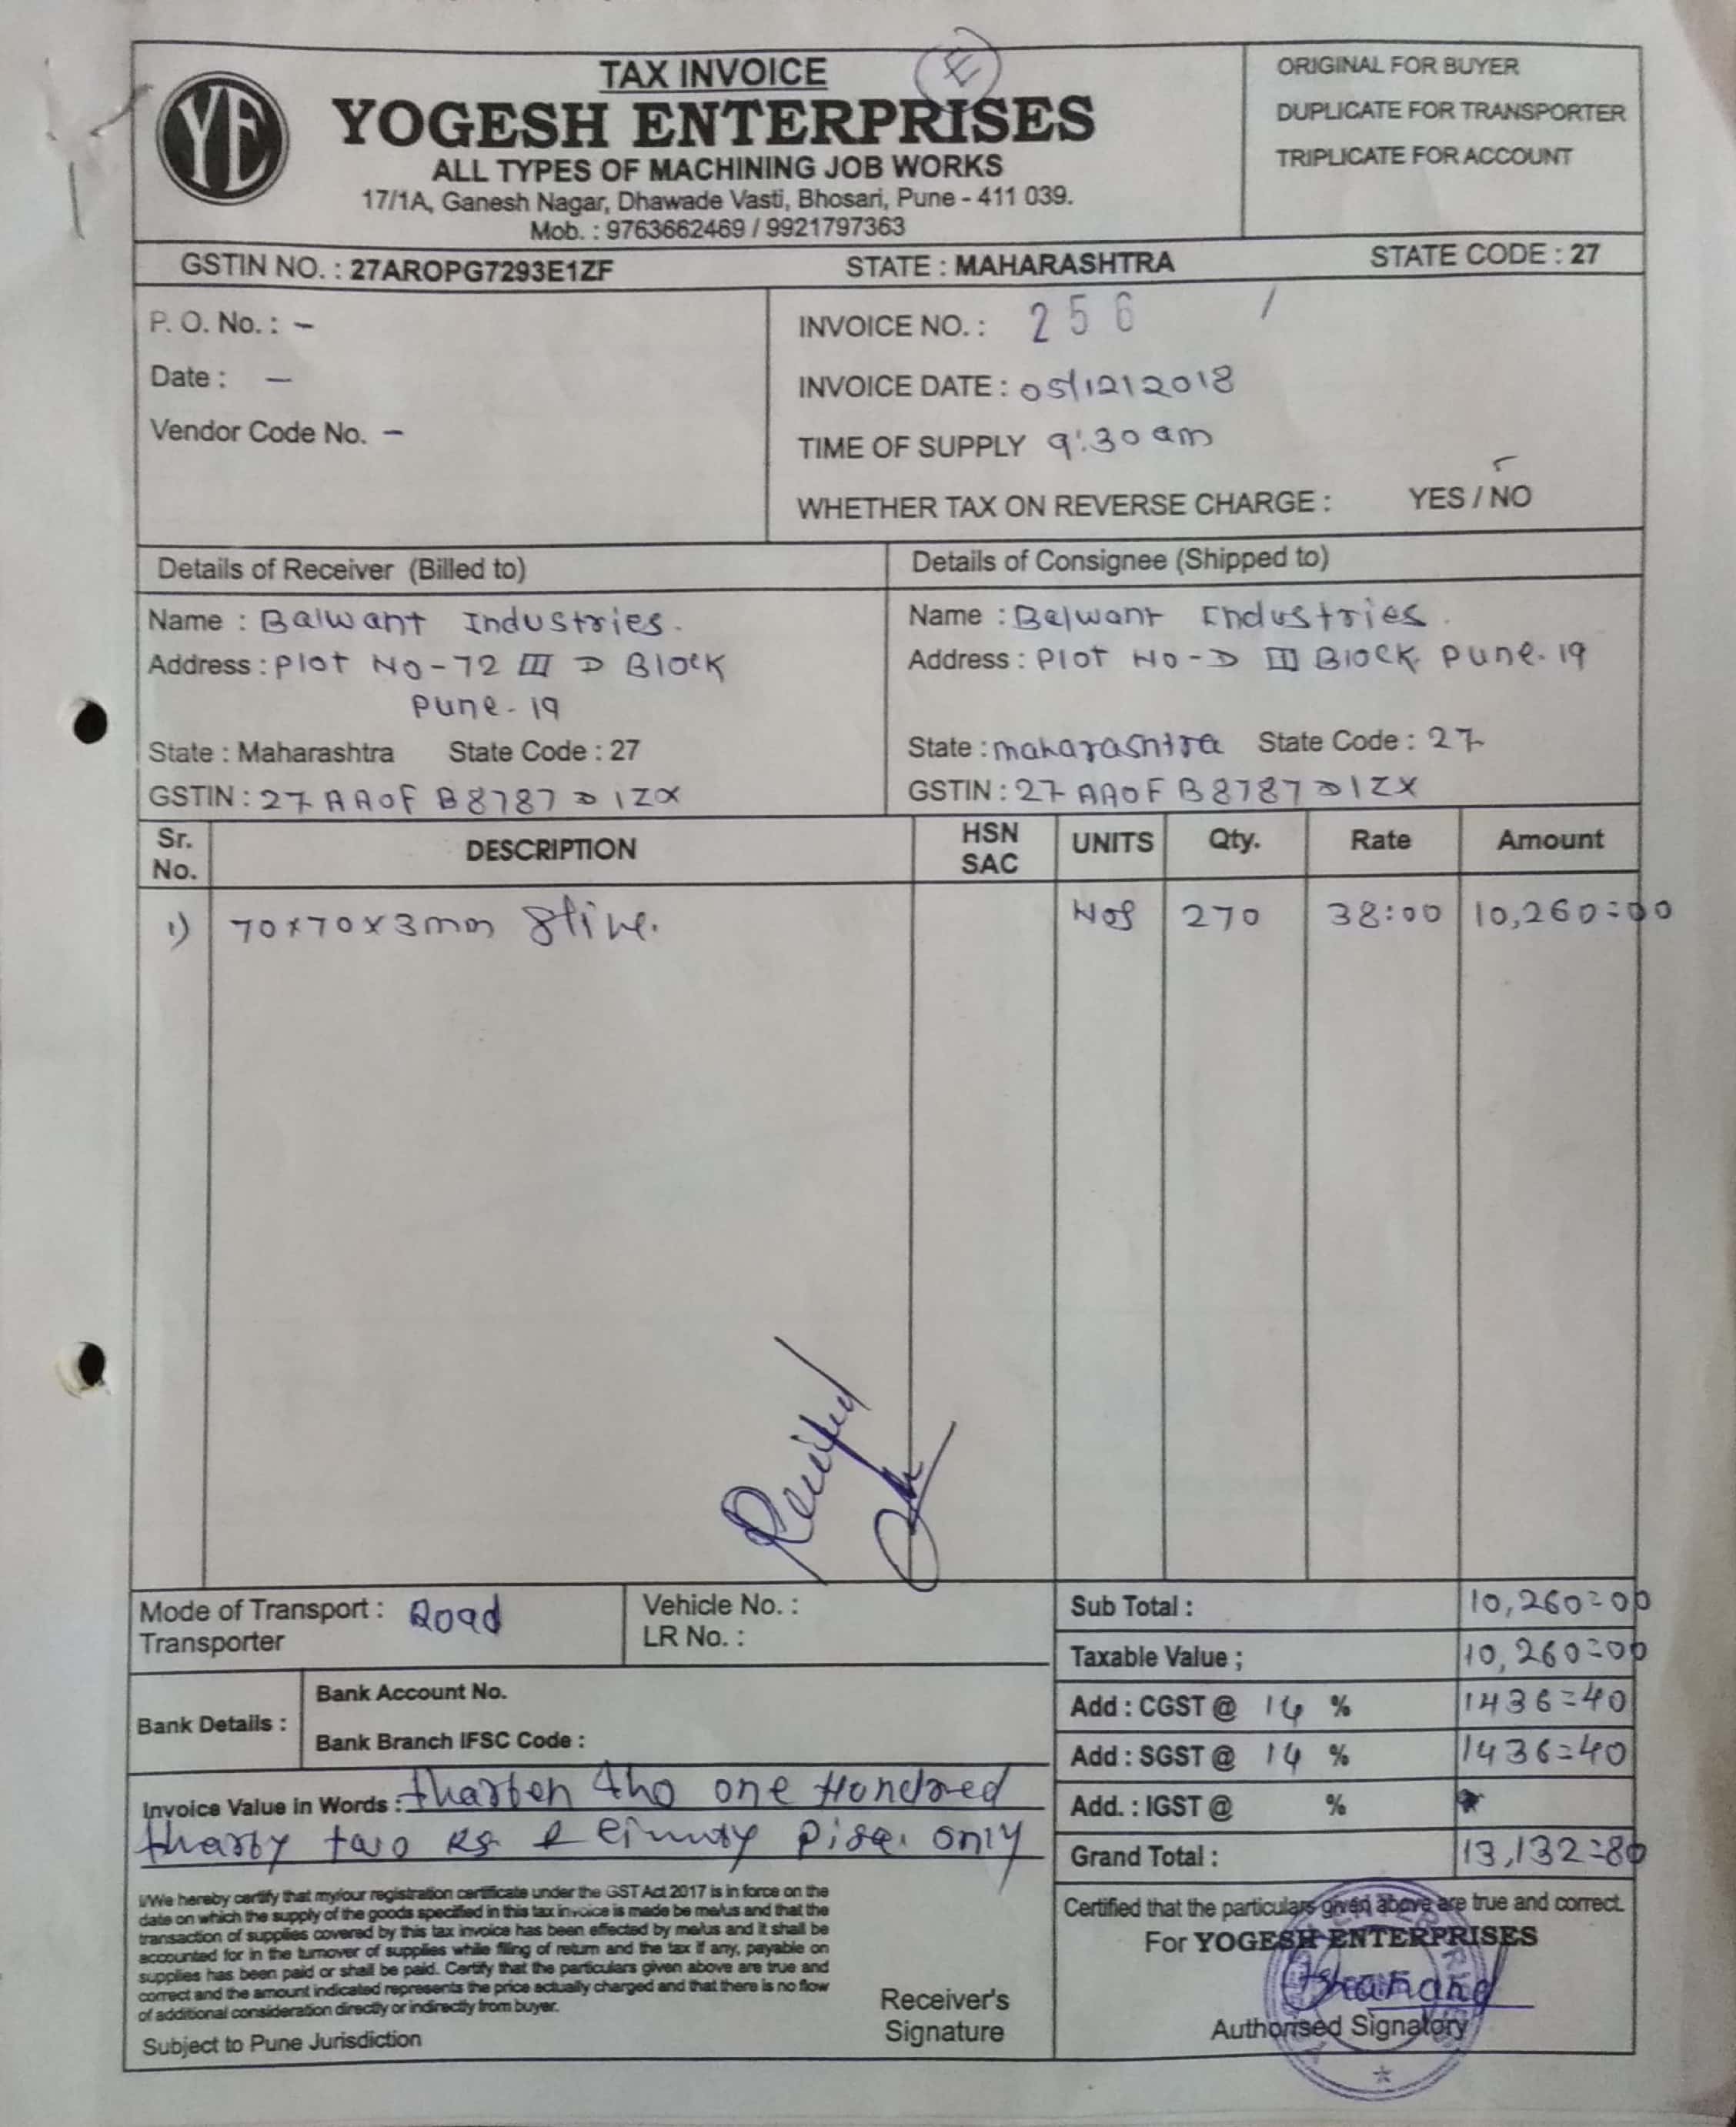 TAX INVOICE
E
YE
YOGESH ENTERPRISES
ALL TYPES OF MACHINING JOB WORKS
17/1A, Ganesh Nagar, Dhawade Vasti, Bhosari, Pune - 411 039.
Mob. : 9763662469 / 9921797363
ORIGINAL FOR BUYER
DUPLICATE FOR TRANSPORTER
TRIPLICATE FOR ACCOUNT
GSTIN NO. : 27AROPG7293E1ZF STATE : MAHARASHTRA STATE CODE : 27
P. O. No. : -
Date : -
Vendor Code No. -
INVOICE NO. : 256 /
INVOICE DATE : 05/12/2018
TIME OF SUPPLY 9:30 am
WHETHER TAX ON REVERSE CHARGE : YES / NO
Details of Receiver (Billed to)
Name : Balwant Industries.
Address : Plot No-72 III D Block
Pune-19
State : Maharashtra State Code : 27
GSTIN : 27 AAOF B8787 D 1ZX
Details of Consignee (Shipped to)
Name : Balwant Industries.
Address : Plot No-D III Block. Pune-19
State : maharashtra State Code : 27
GSTIN : 27 AAOF B8787 D1ZX
Sr. No. DESCRIPTION HSN SAC UNITS Qty. Rate Amount
1) 70x70x3mm Nos 270 38:00 10,260=00
Received
Mode of Transport : Road
Transporter
Vehicle No. :
LR No. :
Bank Details :
Bank Account No.
Bank Branch IFSC Code :
Invoice Value in Words : tharteen tho one Hondred
tharty two Rs & only
Sub Total : 10,260=00
Taxable Value ; 10,260=00
Add : CGST @ 14 % 1436=40
Add : SGST @ 14 % 1436=40
Add. : IGST @ %
Grand Total : 13,132=80
I/We hereby certify that my/our registration certificate under the GST Act 2017 is in force on the
date on which the supply of the goods specified in this tax invoice is made be me/us and that the
transaction of supplies covered by this tax invoice has been effected by me/us and it shall be
accounted for in the turnover of supplies while filing of return and the tax if any, payable on
supplies has been paid or shall be paid. Certify that the particulars given above are true and
correct and the amount indicated represents the price actually charged and that there is no flow
of additional consideration directly or indirectly from buyer.
Subject to Pune Jurisdiction
Receiver's
Signature
Certified that the particulars given above are true and correct.
For YOGESH ENTERPRISES
Authorised Signatory